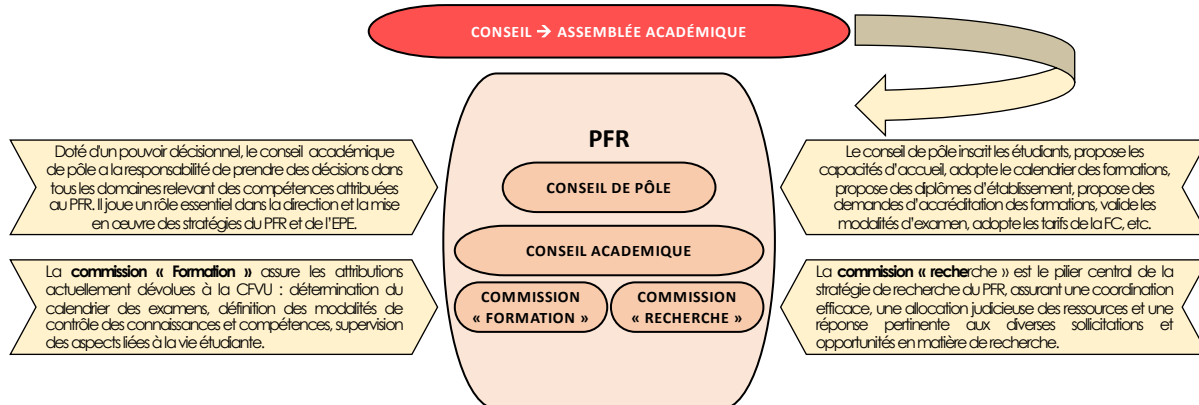 CONSEIL → ASSEMBLÉE ACADÉMIQUE
PFR
Doté d'un pouvoir décisionnel, le conseil académique
de pôle a la responsabilité de prendre des décisions dans
tous les domaines relevant des compétences attribuées
au PFR. Il joue un rôle essentiel dans la direction et la mise
en œuvre des stratégies du PFR et de l'EPE.
CONSEIL DE PÔLE
Le conseil de pôle inscrit les étudiants, propose les
capacités d'accueil, adopte le calendrier des formations,
propose des diplômes d'établissement, propose des
demandes d'accréditation des formations, valide les
modalités d'examen, adopte les tarifs de la FC, etc.
CONSEIL ACADEMIQUE
La commission « Formation » assure les attributions
actuellement dévolues à la CFVU : détermination du
calendrier des examens, définition des modalités de
contrôle des connaissances et compétences, supervision
des aspects liées à la vie étudiante.
COMMISSION
« FORMATION »
COMMISSION
« RECHERCHE »
La commission « recherche » est le pilier central de la
stratégie de recherche du PFR, assurant une coordination
efficace, une allocation judicieuse des ressources et une
réponse pertinente aux diverses sollicitations et
opportunités en matière de recherche.